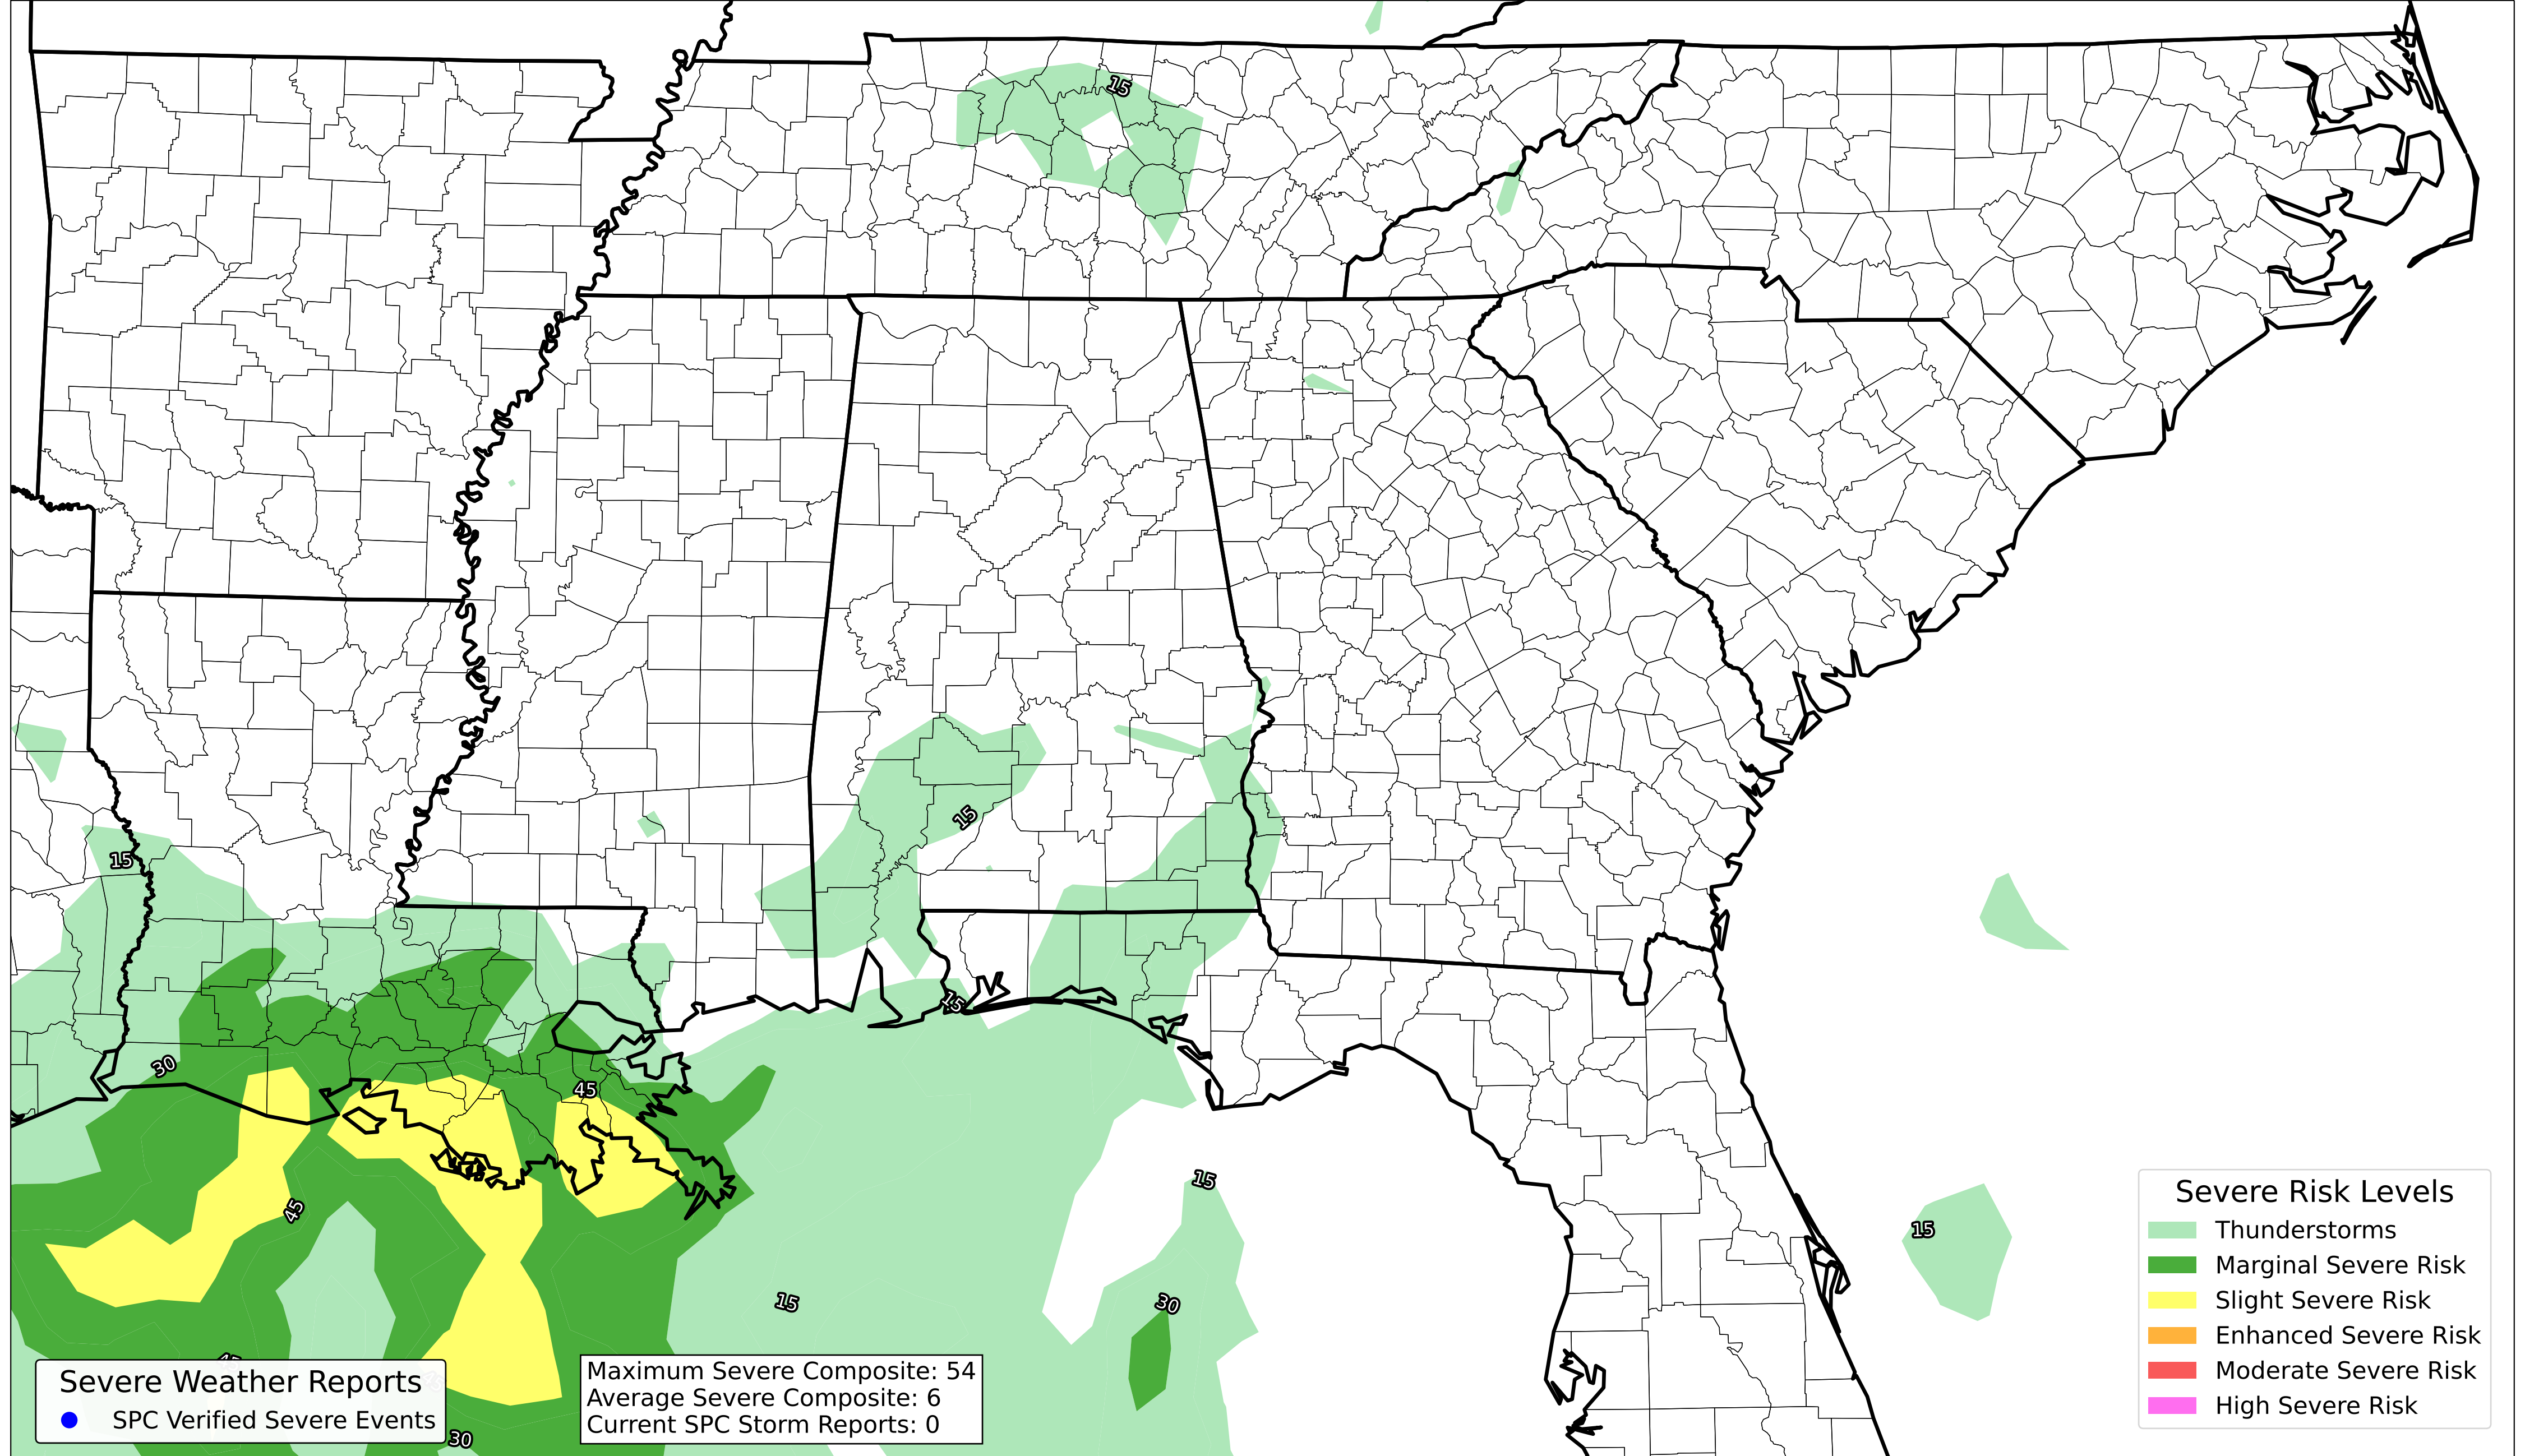 15
15
15
15
30
45
15
45
15
15
30
30
Severe Risk Levels
Thunderstorms
Marginal Severe Risk
Slight Severe Risk
Enhanced Severe Risk
Moderate Severe Risk
High Severe Risk
Severe Weather Reports
SPC Verified Severe Events
Maximum Severe Composite: 54
Average Severe Composite: 6
Current SPC Storm Reports: 0